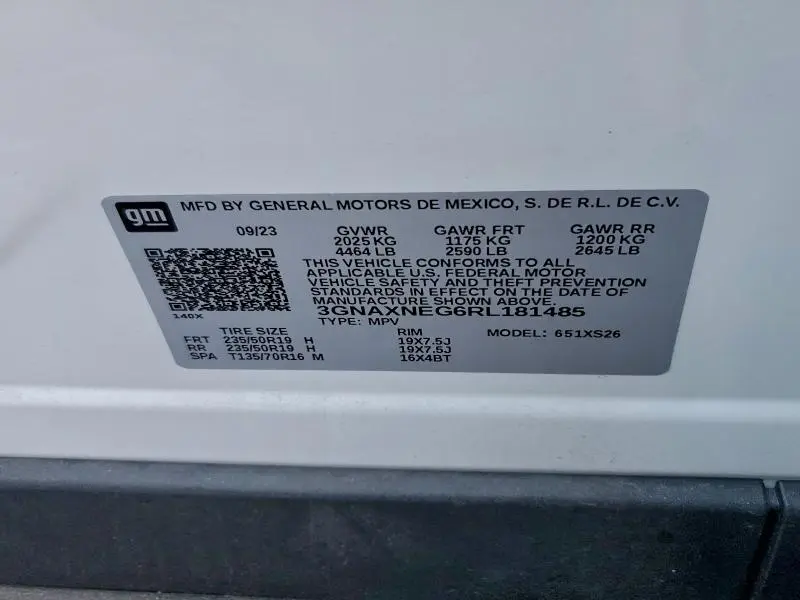 gm MFD BY GENERAL MOTORS DE MEXICO, S. DE R.L. DE C.V.
09/23 GVWR GAWR FRT GAWR RR
2025 KG 1175 KG 1200 KG
4464 LB 2590 LB 2645 LB
THIS VEHICLE CONFORMS TO ALL
APPLICABLE U.S. FEDERAL MOTOR
VEHICLE SAFETY AND THEFT PREVENTION
STANDARDS IN EFFECT ON THE DATE OF
MANUFACTURE SHOWN ABOVE.
140X 3GNAXNEG6RL181485
TYPE: MPV MODEL: 651XS26
TIRE SIZE RIM
FRT 235/50R19 H 19X7.5J
RR 235/50R19 H 19X7.5J
SPA T135/70R16 M 16X4BT